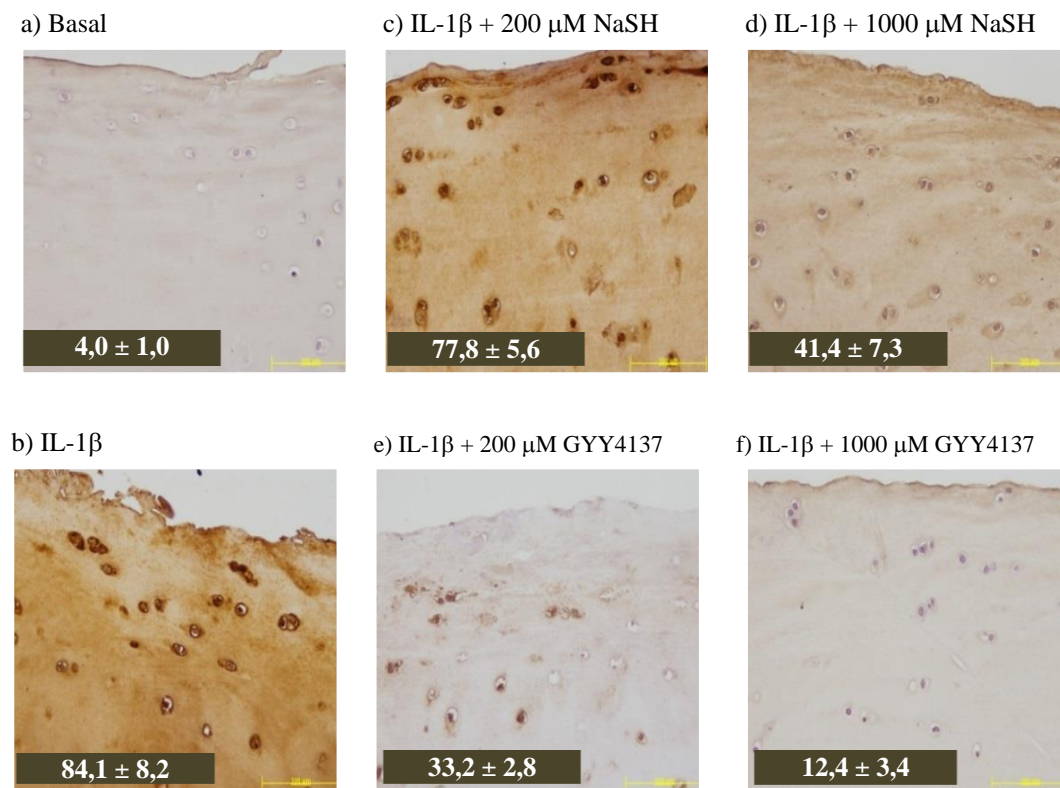 a) Basal
c) IL-1β + 200 μM NaSH
d) IL-1β + 1000 μM NaSH
4,0 ± 1,0
77,8 ± 5,6
41,4 ± 7,3
b) IL-1β
e) IL-1β + 200 μM GYY4137
f) IL-1β + 1000 μM GYY4137
84,1 ± 8,2
33,2 ± 2,8
12,4 ± 3,4